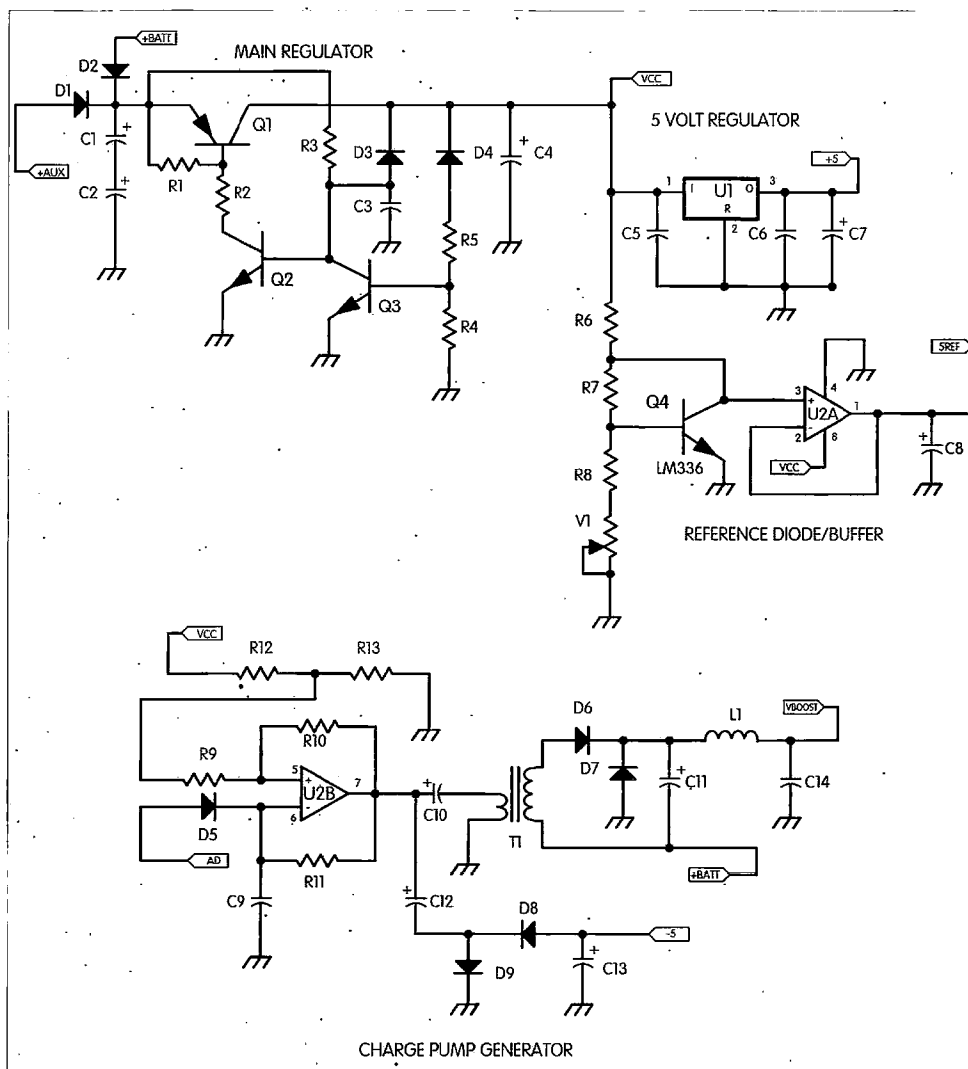 +BATT
MAIN REGULATOR
D2
D1
VCC
Q1
5 VOLT REGULATOR
C1
+
R3
D3
D4
+
C4
+5
+AUX
R1
1
I
U1
O
3
C2
+
R2
C3
R
2
C5
C6
+
C7
R5
Q2
Q3
R4
R6
5REF
R7
Q4
3
+
4
U2A
1
2
-
8
+
C8
LM336
VCC
R8
V1
REFERENCE DIODE/BUFFER
VCC
R12
R13
D6
L1
VBOOST
R10
R9
D7
+
C11
C14
5
+
U2B
7
+
C10
6
-
D5
T1
AD
R11
+BATT
C9
+
C12
D8
-5
+
C13
D9
CHARGE PUMP GENERATOR